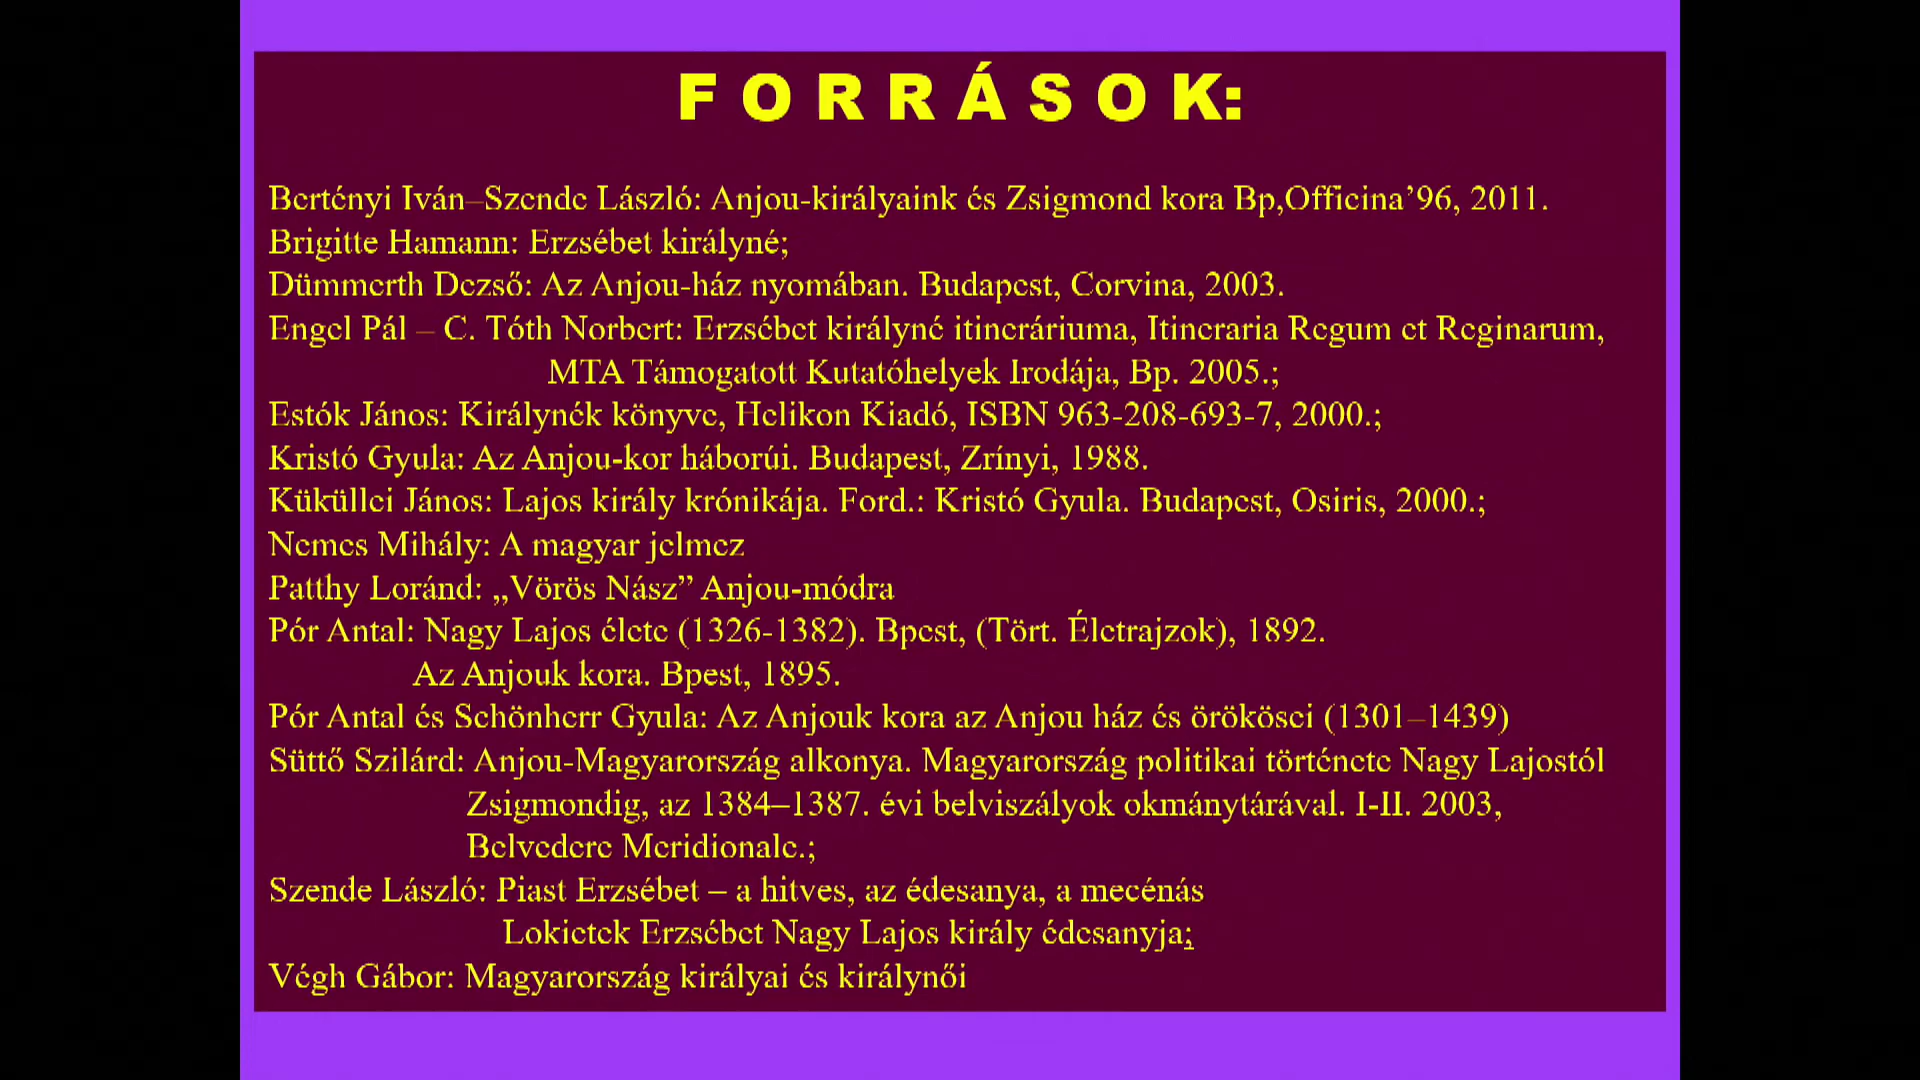 F O R R Á S O K:
Bertényi Iván–Szende László: Anjou-királyaink és Zsigmond kora Bp,Officina’96, 2011.
Brigitte Hamann: Erzsébet királyné;
Dümmerth Dezső: Az Anjou-ház nyomában. Budapest, Corvina, 2003.
Engel Pál – C. Tóth Norbert: Erzsébet királyné itineráriuma, Itineraria Regum et Reginarum,
MTA Támogatott Kutatóhelyek Irodája, Bp. 2005.;
Estók János: Királynék könyve, Helikon Kiadó, ISBN 963-208-693-7, 2000.;
Kristó Gyula: Az Anjou-kor háborúi. Budapest, Zrínyi, 1988.
Küküllei János: Lajos király krónikája. Ford.: Kristó Gyula. Budapest, Osiris, 2000.;
Nemes Mihály: A magyar jelmez
Patthy Loránd: „Vörös Nász” Anjou-módra
Pór Antal: Nagy Lajos élete (1326-1382). Bpest, (Tört. Életrajzok), 1892.
Az Anjouk kora. Bpest, 1895.
Pór Antal és Schönherr Gyula: Az Anjouk kora az Anjou ház és örökösei (1301–1439)
Süttő Szilárd: Anjou-Magyarország alkonya. Magyarország politikai története Nagy Lajostól
Zsigmondig, az 1384–1387. évi belviszályok okmánytárával. I-II. 2003,
Belvedere Meridionale.;
Szende László: Piast Erzsébet – a hitves, az édesanya, a mecénás
Lokietek Erzsébet Nagy Lajos király édesanyja;
Végh Gábor: Magyarország királyai és királynői